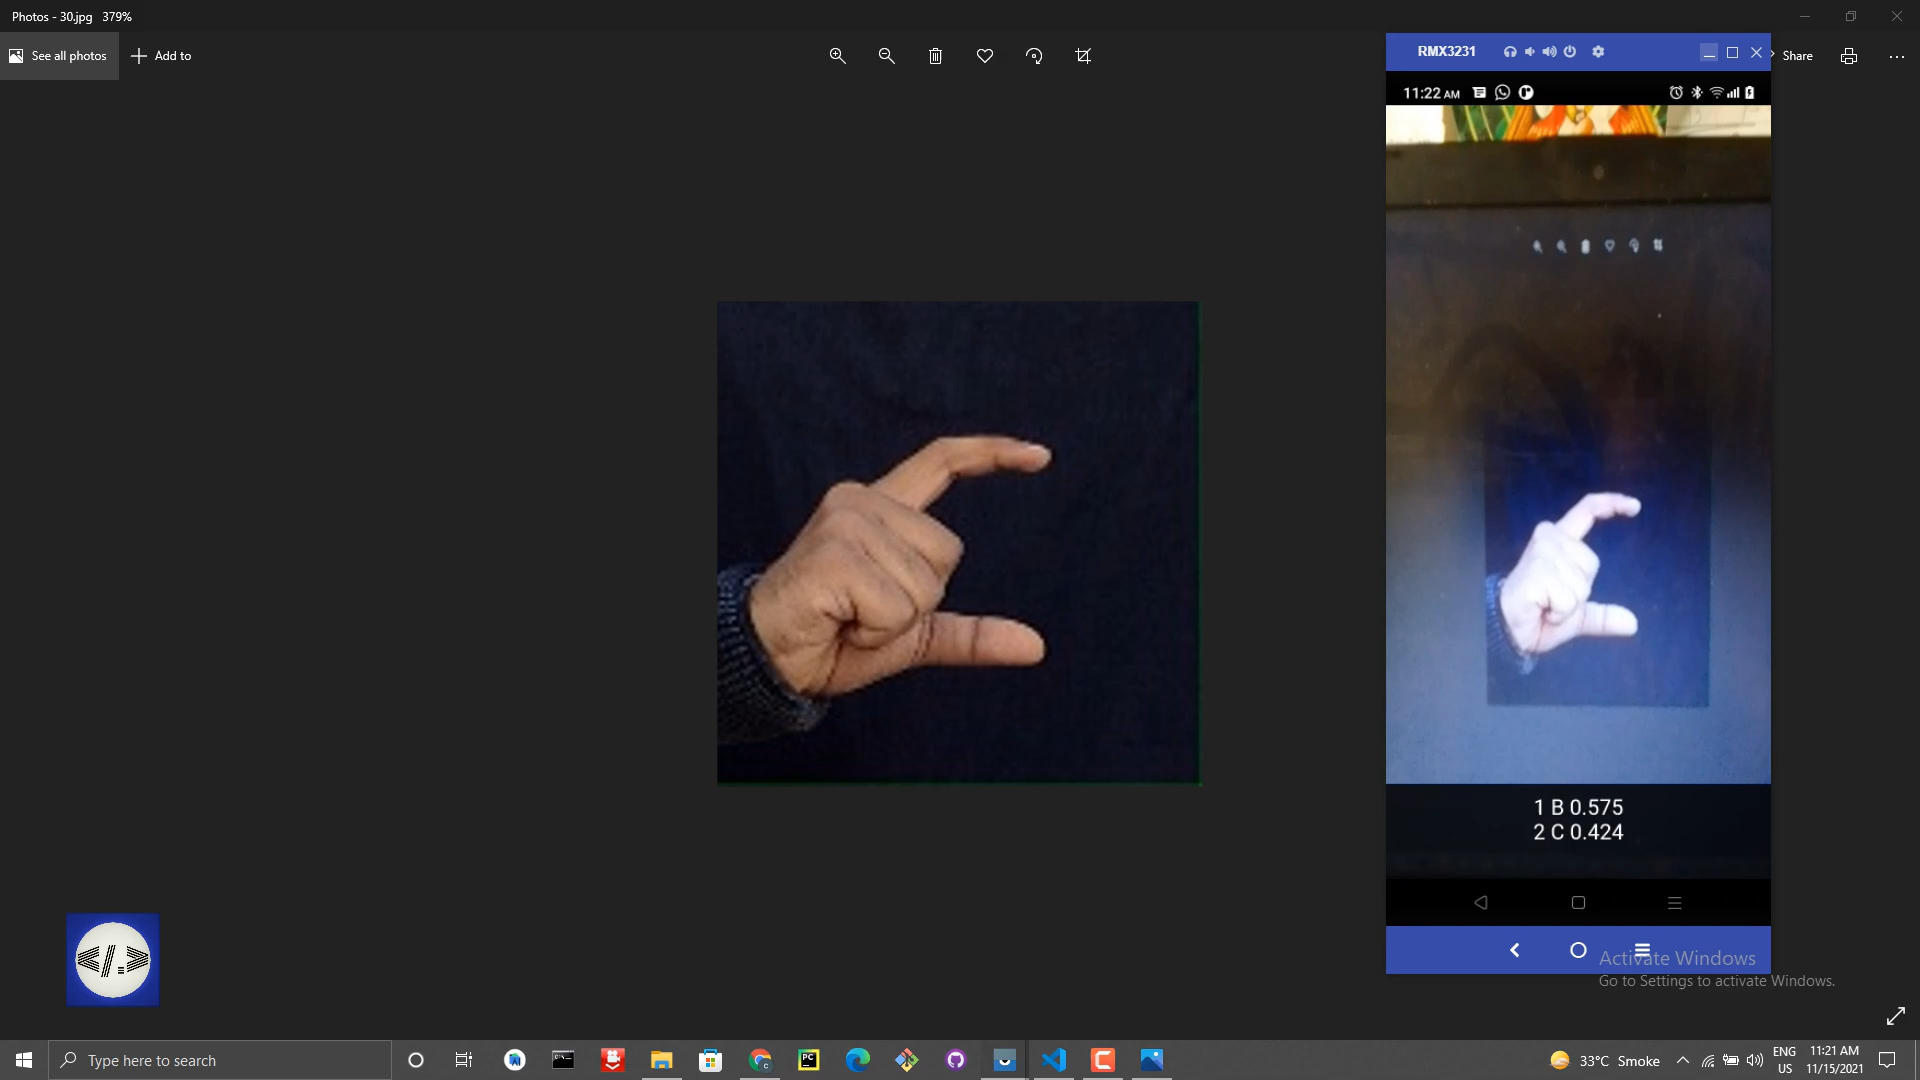 Photos - 30.jpg 379%
See all photos
Add to
Share
RMX3231
11:22 AM
1 B 0.575
2 C 0.424
Activate Windows
Go to Settings to activate Windows.
</.=>
Type here to search
PC
33°C Smoke
ENG
US
11:21 AM
11/15/2021